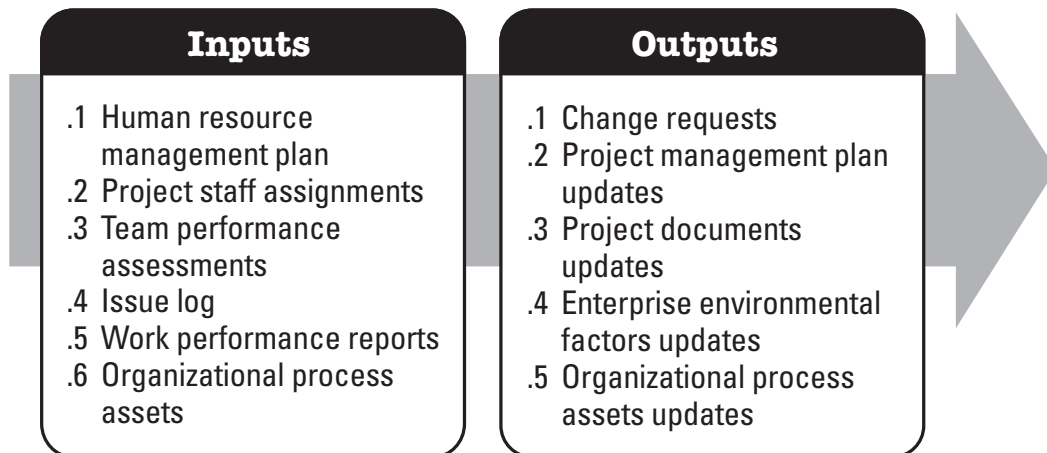 Inputs
.1 Human resource
management plan
.2 Project staff assignments
.3 Team performance
assessments
.4 Issue log
.5 Work performance reports
.6 Organizational process
assets
Outputs
.1 Change requests
.2 Project management plan
updates
.3 Project documents
updates
.4 Enterprise environmental
factors updates
.5 Organizational process
assets updates